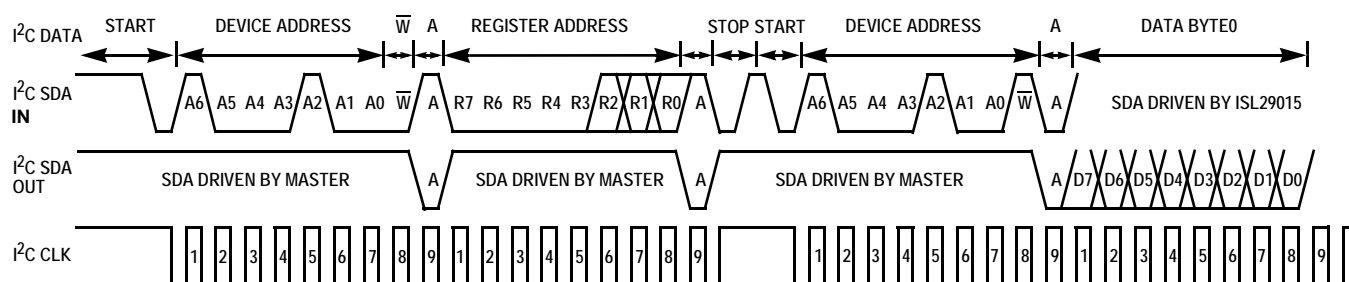 I²C DATA START DEVICE ADDRESS W̅ A REGISTER ADDRESS A STOP START DEVICE ADDRESS A DATA BYTE0
I²C SDA IN A6 A5 A4 A3 A2 A1 A0 W̅ A R7 R6 R5 R4 R3 R2 R1 R0 A A6 A5 A4 A3 A2 A1 A0 W̅ A SDA DRIVEN BY ISL29015
I²C SDA OUT SDA DRIVEN BY MASTER A SDA DRIVEN BY MASTER A SDA DRIVEN BY MASTER A D7 D6 D5 D4 D3 D2 D1 D0
I²C CLK 1 2 3 4 5 6 7 8 9 1 2 3 4 5 6 7 8 9 1 2 3 4 5 6 7 8 9 1 2 3 4 5 6 7 8 9